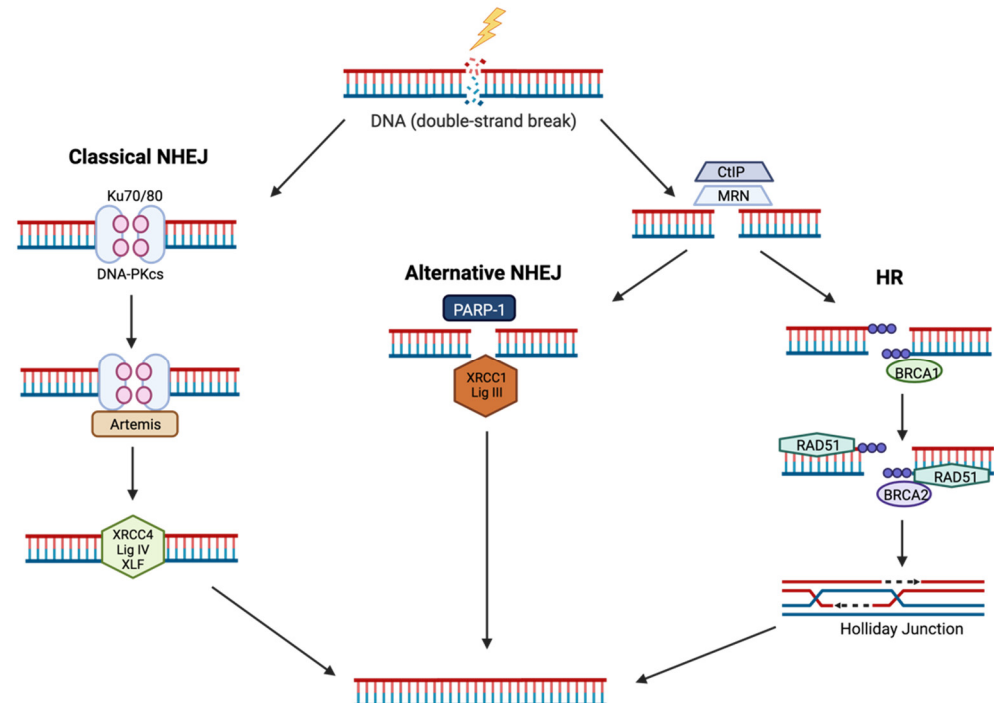 DNA (double-strand break)
Classical NHEJ
Ku70/80
DNA-PKcs
Artemis
XRCC4
Lig IV
XLF
CtIP
MRN
Alternative NHEJ
PARP-1
XRCC1
Lig III
HR
BRCA1
RAD51
RAD51
BRCA2
Holliday Junction